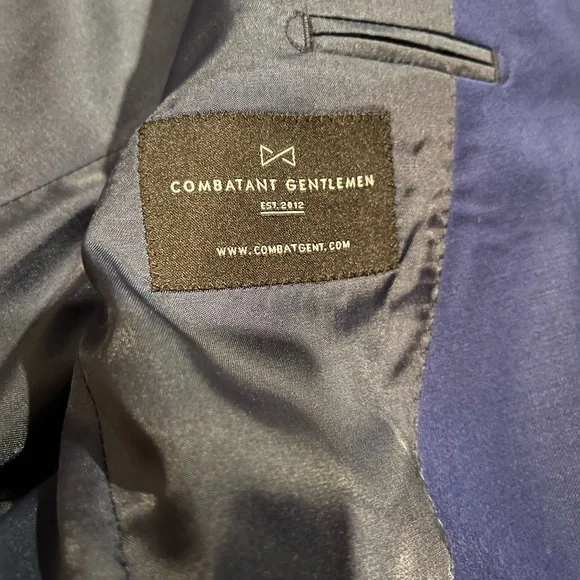 COMBATANT GENTLEMEN
EST. 2012
WWW.COMBATGENT.COM